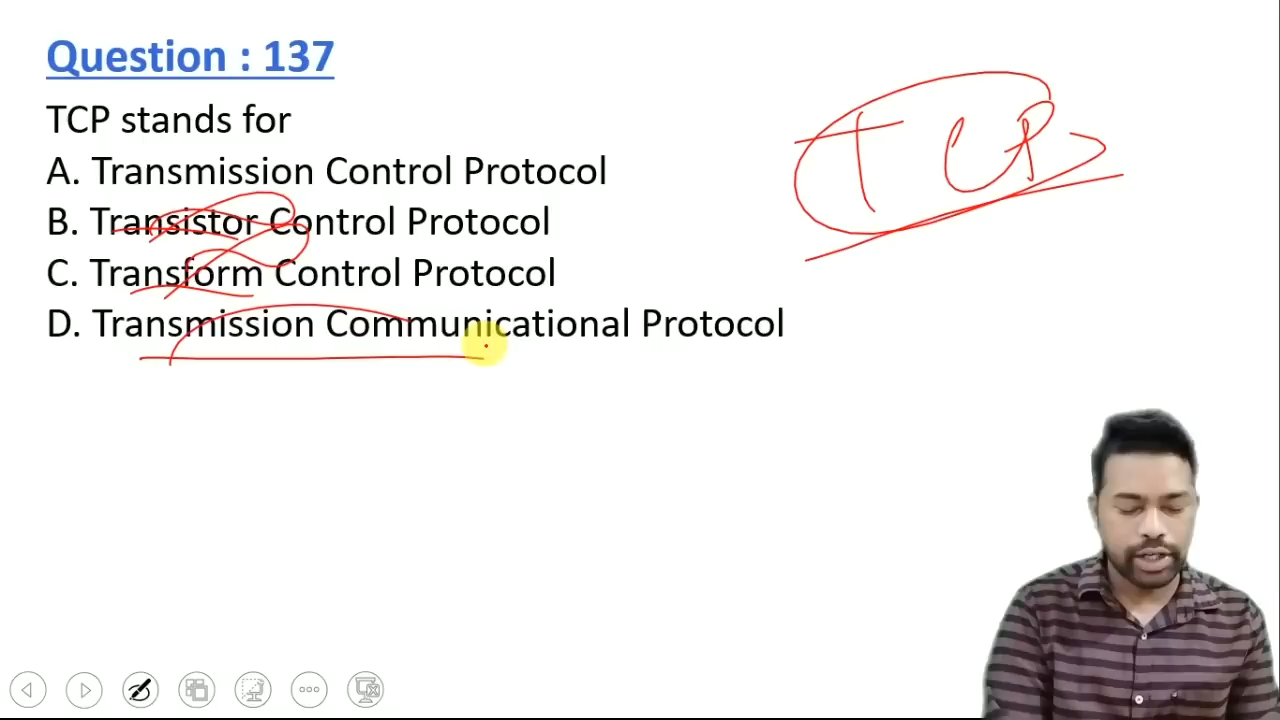 Question : 137
TCP stands for
A. Transmission Control Protocol
B. Transistor Control Protocol
C. Transform Control Protocol
D. Transmission Communicational Protocol
TCP